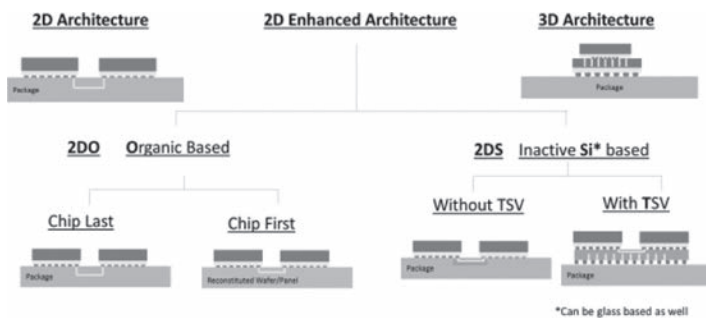 2D Architecture
2D Enhanced Architecture
3D Architecture
Package
Package
2DO Organic Based
2DS Inactive Si* based
Chip Last
Chip First
Without TSV
With TSV
Package
Reconstituted Wafer/Panel
Package
Package
*Can be glass based as well